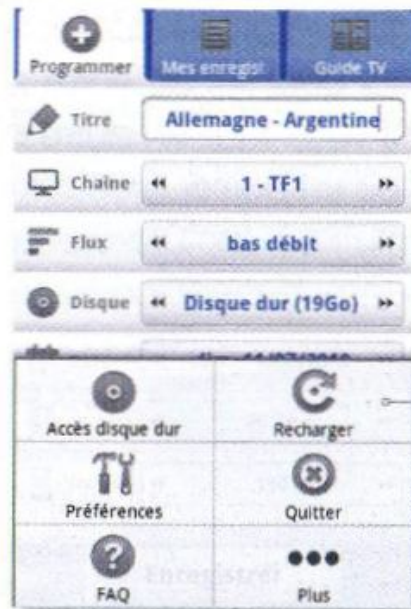 Programmer
Mes enregist
Guide TV
Titre
Allemagne - Argentine
Chaîne
1 - TF1
Flux
bas débit
Disque
Disque dur (19Go)
Accès disque dur
Recharger
Préférences
Quitter
FAQ
Plus
Enregistrer